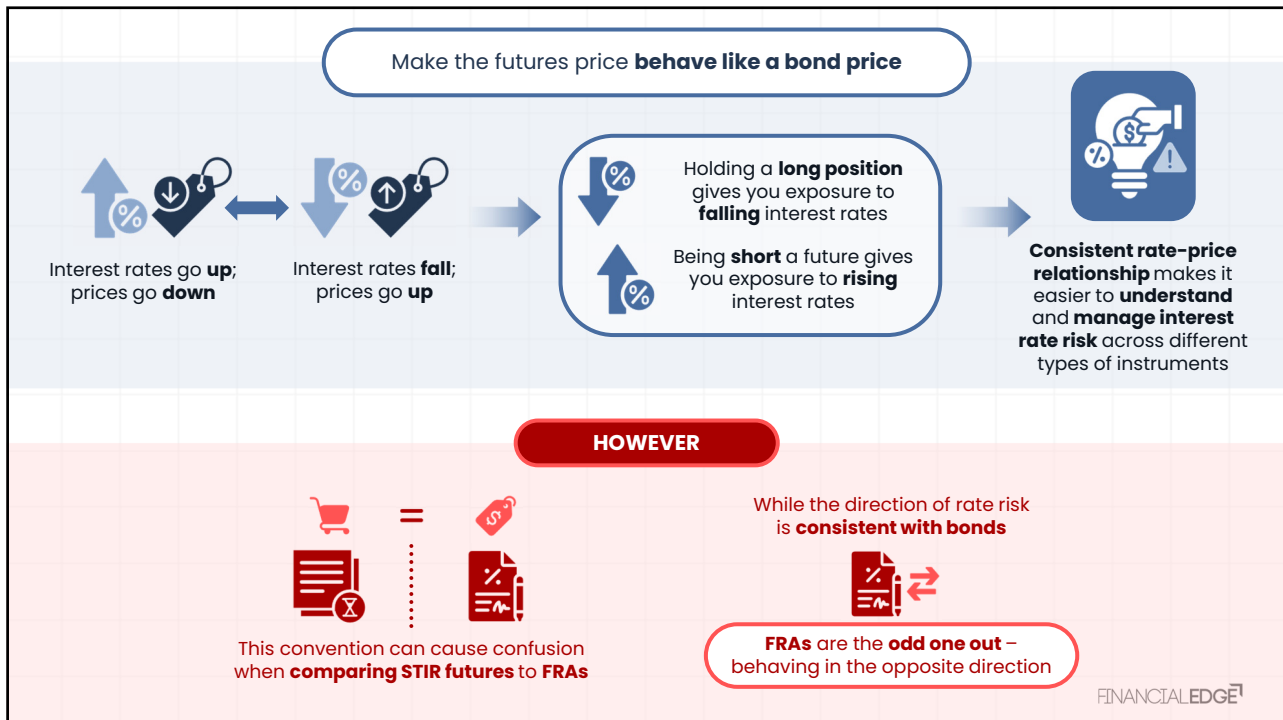 Make the futures price behave like a bond price
Interest rates go up;
prices go down
Interest rates fall;
prices go up
Holding a long position
gives you exposure to
falling interest rates
Being short a future gives
you exposure to rising
interest rates
Consistent rate-price
relationship makes it
easier to understand
and manage interest
rate risk across different
types of instruments
HOWEVER
This convention can cause confusion
when comparing STIR futures to FRAs
While the direction of rate risk
is consistent with bonds
FRAs are the odd one out –
behaving in the opposite direction
FINANCIALEDGE